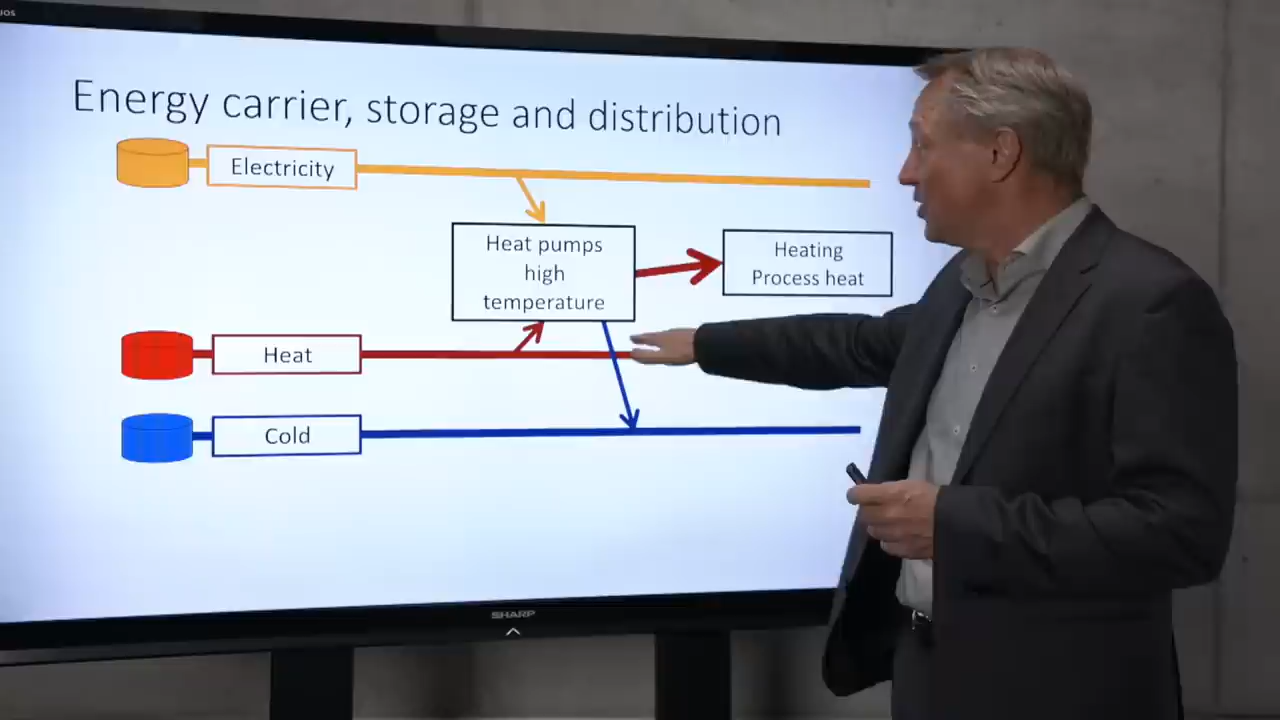 Energy carrier, storage and distribution
Electricity
Heat pumps
high
temperature
Heating
Process heat
Heat
Cold
SHARP